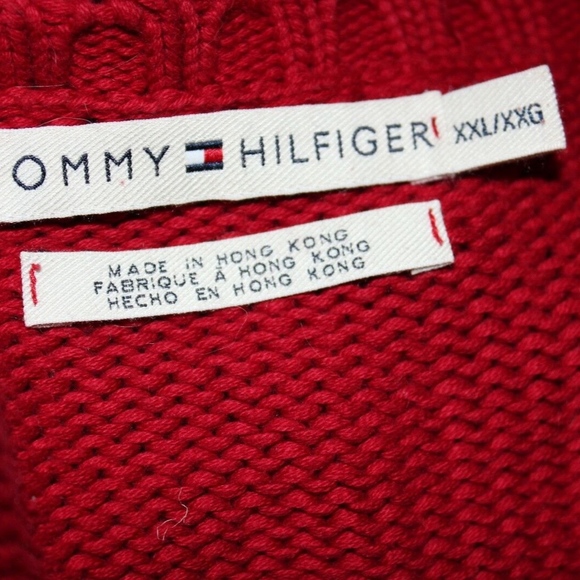 OMMY HILFIGER XXL/XXG
MADE IN HONG KONG
FABRIQUE À HONG KONG
HECHO EN HONG KONG